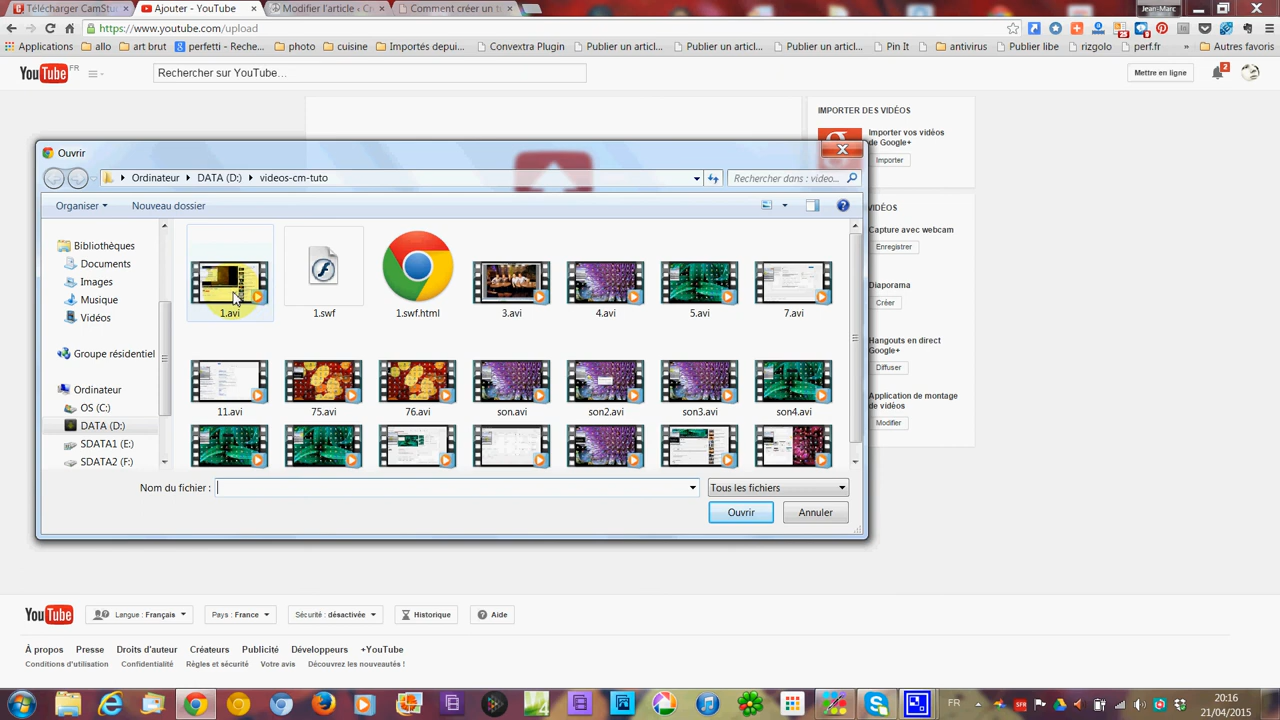 Télécharger CamStu
Ajouter - YouTube
Modifier l'article ‹ Cr
Comment créer un tu
Jean-Marc
https://www.youtube.com/upload
Applications
allo
art brut
perfetti - Reche...
photo
cuisine
Importés depui...
Convextra Plugin
Publier un articl...
Publier un articl...
Publier un articl...
Pin It
antivirus
Publier libe
rizgolo
perf.fr
»
Autres favoris
YouTube FR
Rechercher sur YouTube...
Mettre en ligne
2
IMPORTER DES VIDÉOS
Importer vos vidéos
de Google+
Importer
VIDÉOS
Capture avec webcam
Enregistrer
Diaporama
Créer
Hangouts en direct
Google+
Diffuser
Application de montage
de vidéos
Modifier
Ouvrir
Ordinateur
DATA (D:)
videos-cm-tuto
Rechercher dans : video...
Organiser
Nouveau dossier
Bibliothèques
Documents
Images
Musique
Vidéos
Groupe résidentiel
Ordinateur
OS (C:)
DATA (D:)
SDATA1 (E:)
SDATA2 (F:)
1.avi
1.swf
1.swf.html
3.avi
4.avi
5.avi
7.avi
11.avi
75.avi
76.avi
son.avi
son2.avi
son3.avi
son4.avi
Nom du fichier :
Tous les fichiers
Ouvrir
Annuler
YouTube
Langue : Français
Pays : France
Sécurité : désactivée
Historique
Aide
À propos
Presse
Droits d'auteur
Créateurs
Publicité
Développeurs
+YouTube
Conditions d'utilisation
Confidentialité
Règles et sécurité
Votre avis
Découvrez les nouveautés !
FR
SFR
20:16
21/04/2015